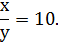 x/y = 10.